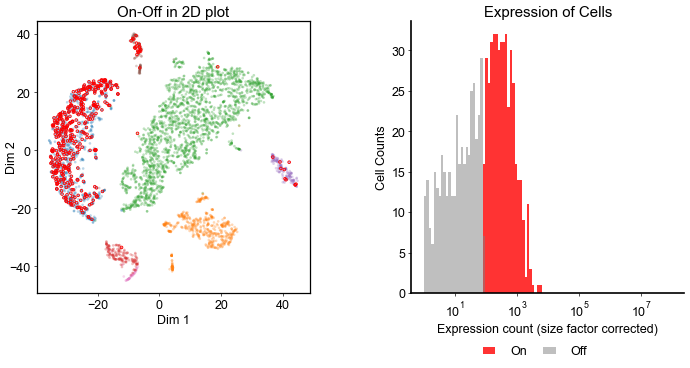 On-Off in 2D plot
40
20
0
−20
−40
Dim 2
−20
0
20
40
Dim 1
Expression of Cells
30
25
20
15
10
5
0
Cell Counts
10^1
10^3
10^5
10^7
Expression count (size factor corrected)
On
Off